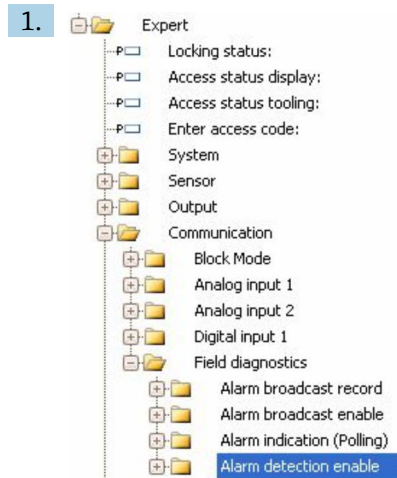 1.
Expert
Locking status:
Access status display:
Access status tooling:
Enter access code:
System
Sensor
Output
Communication
Block Mode
Analog input 1
Analog input 2
Digital input 1
Field diagnostics
Alarm broadcast record
Alarm broadcast enable
Alarm indication (Polling)
Alarm detection enable